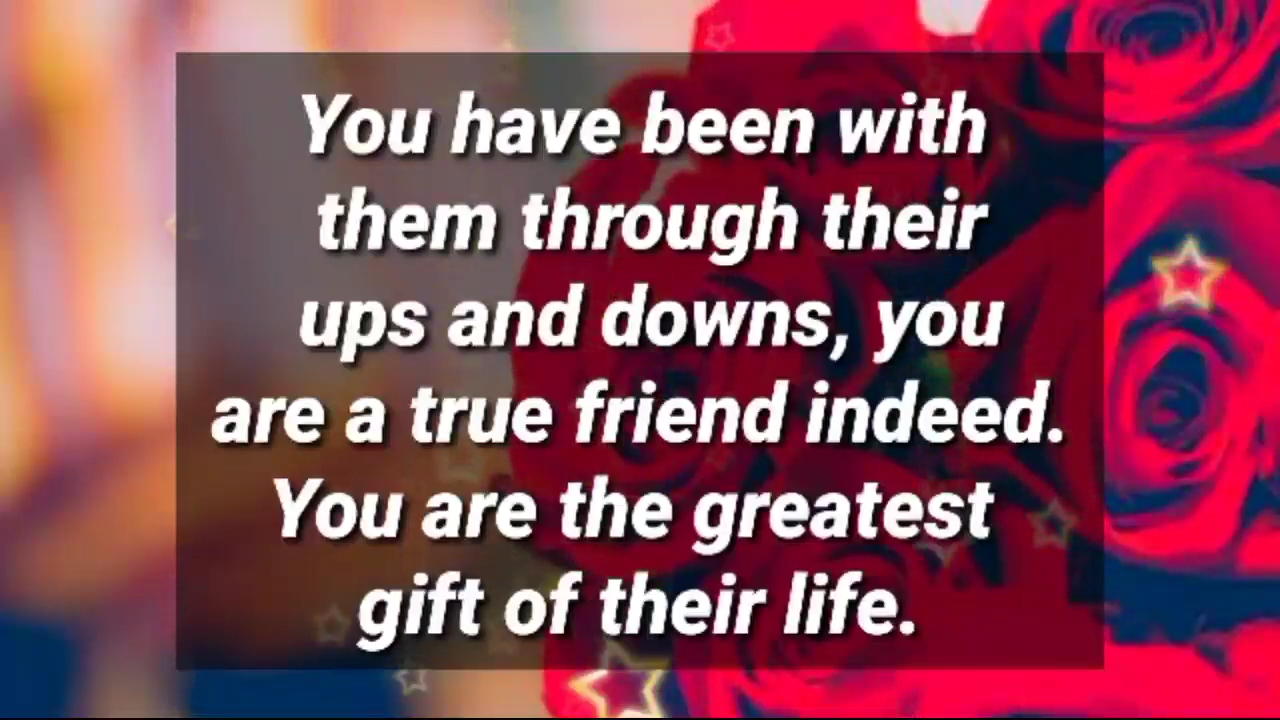 You have been with
them through their
ups and downs, you
are a true friend indeed.
You are the greatest
gift of their life.